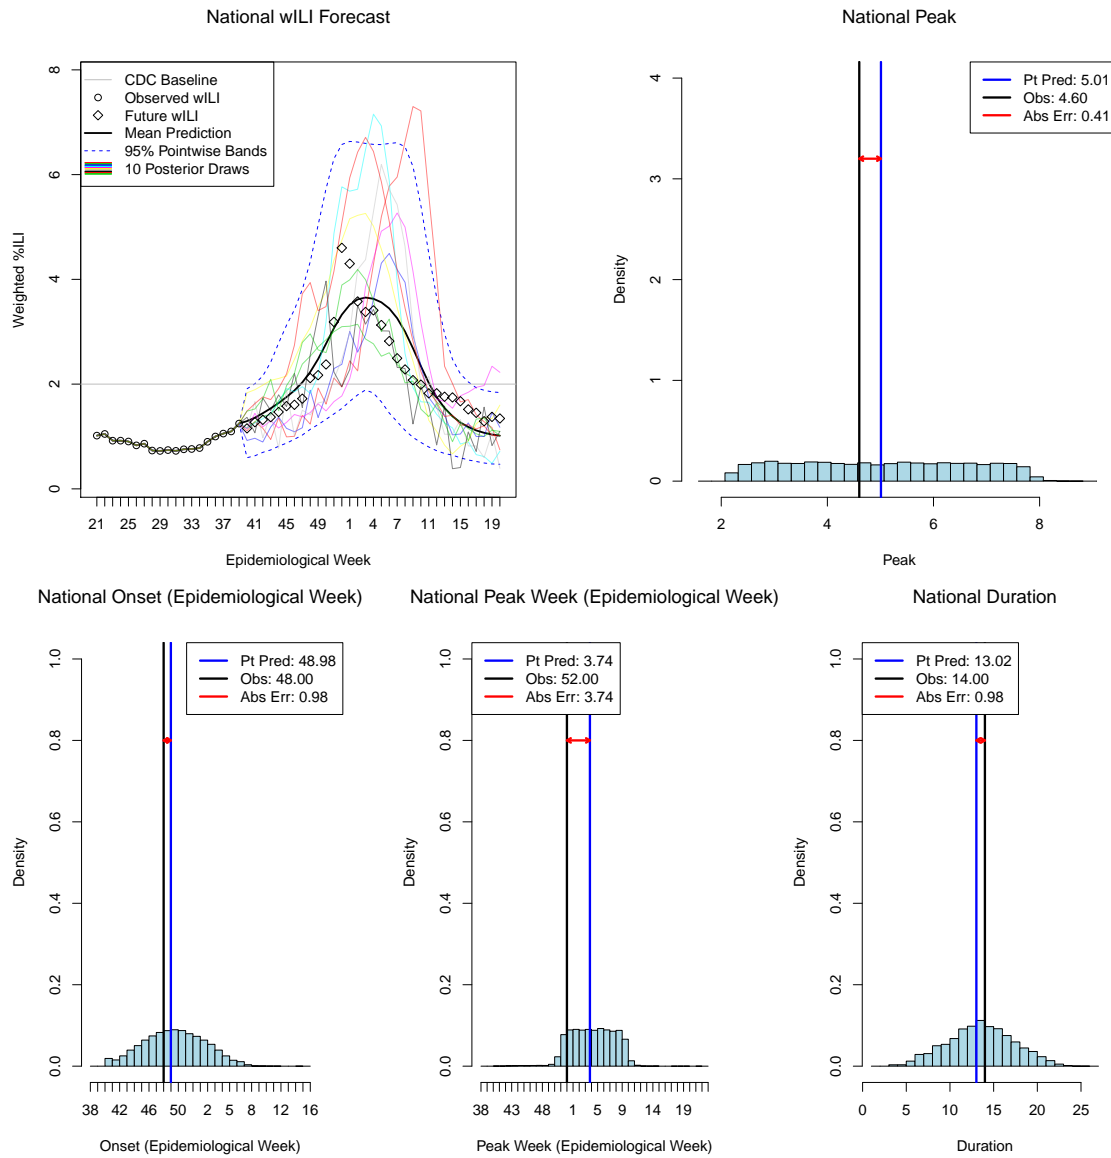 National wILI Forecast
8
6
4
2
0
Weighted %ILI
CDC Baseline
Observed wILI
Future wILI
Mean Prediction
95% Pointwise Bands
10 Posterior Draws
21 25 29 33 37 41 45 49 1 4 7 11 15 19
Epidemiological Week
National Peak
4
3
2
1
0
Density
Pt Pred: 5.01
Obs: 4.60
Abs Err: 0.41
2 4 6 8
Peak
National Onset (Epidemiological Week)
1.0
0.8
0.6
0.4
0.2
0.0
Density
Pt Pred: 48.98
Obs: 48.00
Abs Err: 0.98
38 42 46 50 2 5 8 12 16
Onset (Epidemiological Week)
National Peak Week (Epidemiological Week)
1.0
0.8
0.6
0.4
0.2
0.0
Density
Pt Pred: 3.74
Obs: 52.00
Abs Err: 3.74
38 43 48 1 5 9 14 19
Peak Week (Epidemiological Week)
National Duration
1.0
0.8
0.6
0.4
0.2
0.0
Density
Pt Pred: 13.02
Obs: 14.00
Abs Err: 0.98
0 5 10 15 20 25
Duration